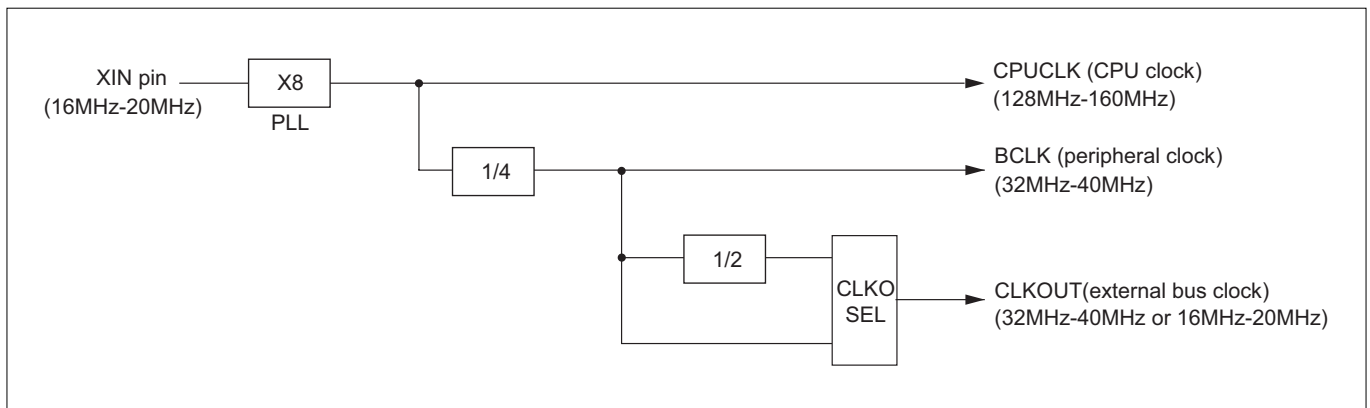 XIN pin
(16MHz-20MHz)
X8
PLL
CPUCLK (CPU clock)
(128MHz-160MHz)
1/4
BCLK (peripheral clock)
(32MHz-40MHz)
1/2
CLKO
SEL
CLKOUT(external bus clock)
(32MHz-40MHz or 16MHz-20MHz)